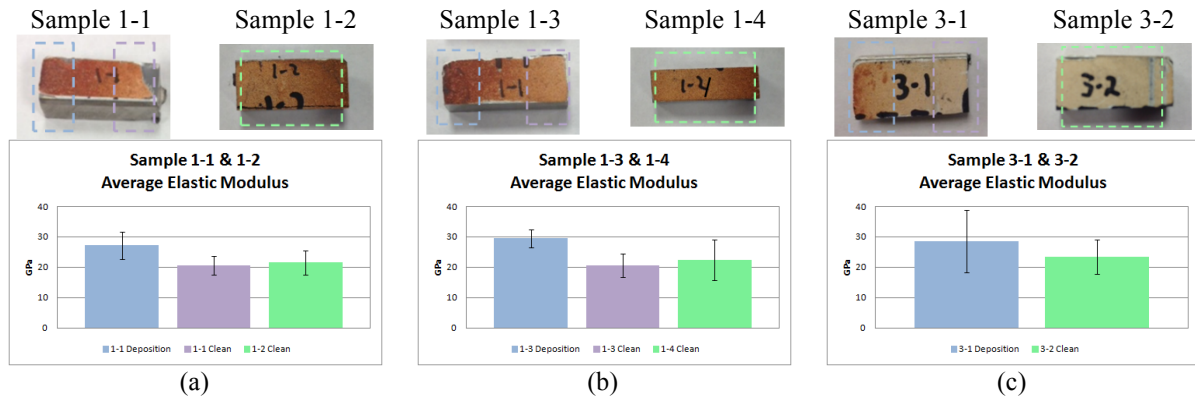 Sample 1-1 Sample 1-2 Sample 1-3 Sample 1-4 Sample 3-1 Sample 3-2
1-2
1-1
1-4
3-1
3-2
Sample 1-1 & 1-2
Average Elastic Modulus
40
30
20
10
0
GPa
1-1 Deposition 1-1 Clean 1-2 Clean
(a)
Sample 1-3 & 1-4
Average Elastic Modulus
40
30
20
10
0
GPa
1-3 Deposition 1-3 Clean 1-4 Clean
(b)
Sample 3-1 & 3-2
Average Elastic Modulus
40
30
20
10
0
GPa
3-1 Deposition 3-2 Clean
(c)